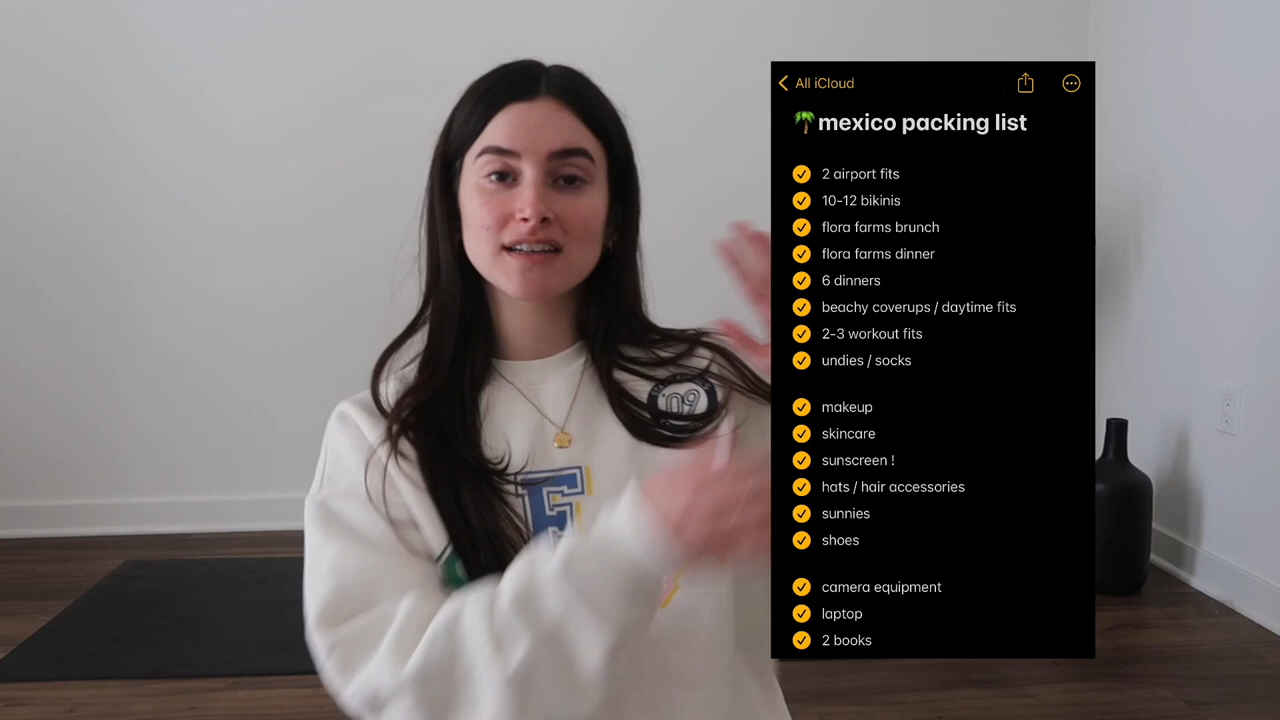 All iCloud
🌴mexico packing list
2 airport fits
10-12 bikinis
flora farms brunch
flora farms dinner
6 dinners
beachy coverups / daytime fits
2-3 workout fits
undies / socks
makeup
skincare
sunscreen !
hats / hair accessories
sunnies
shoes
camera equipment
laptop
2 books
'09
F